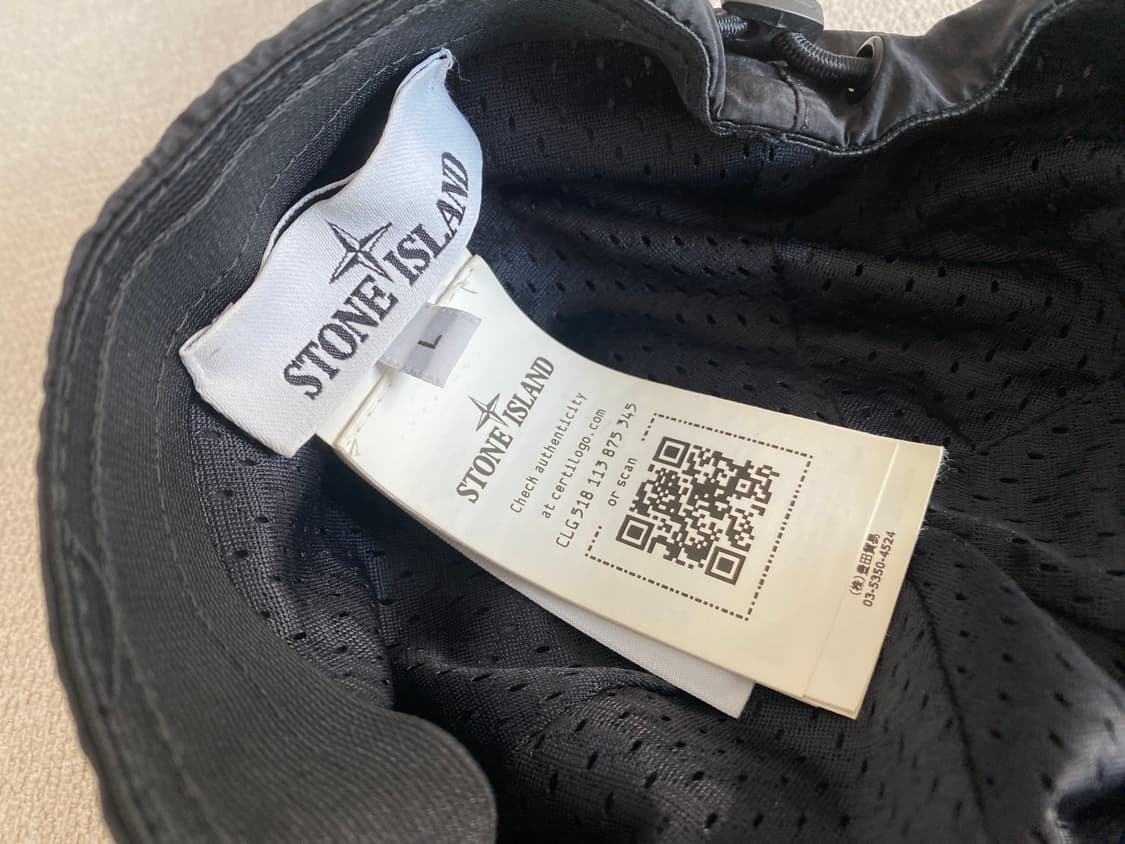 STONE ISLAND
L
STONE ISLAND
Check authenticity
at certilogo.com
CLG 518 113 875 345
or scan
(株)豊田貿易
03-5350-4524